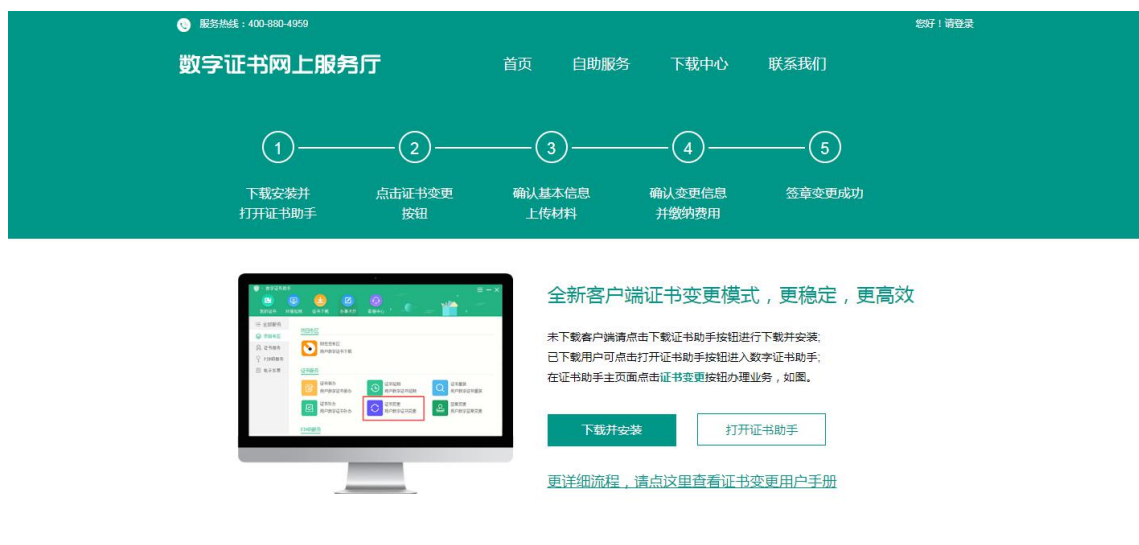 服务热线：400-880-4959
您好！请登录
数字证书网上服务厅
首页 自助服务 下载中心 联系我们
1 2 3 4 5
下载安装并 点击证书变更 确认基本信息 确认变更信息 签章变更成功
打开证书助手 按钮 上传材料 并缴纳费用
全新客户端证书变更模式，更稳定，更高效
未下载客户端请点击下载证书助手按钮进行下载并安装;
已下载用户可点击打开证书助手按钮进入数字证书助手;
在证书助手主页面点击证书变更按钮办理业务，如图。
下载并安装 打开证书助手
更详细流程，请点这里查看证书变更用户手册